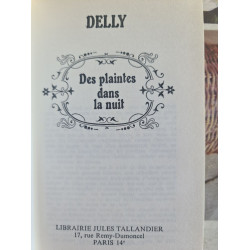 DELLY
Des plaintes
dans
la nuit
LIBRAIRIE JULES TALLANDIER
17, rue Remy-Dumoncel
PARIS 14ᵉ